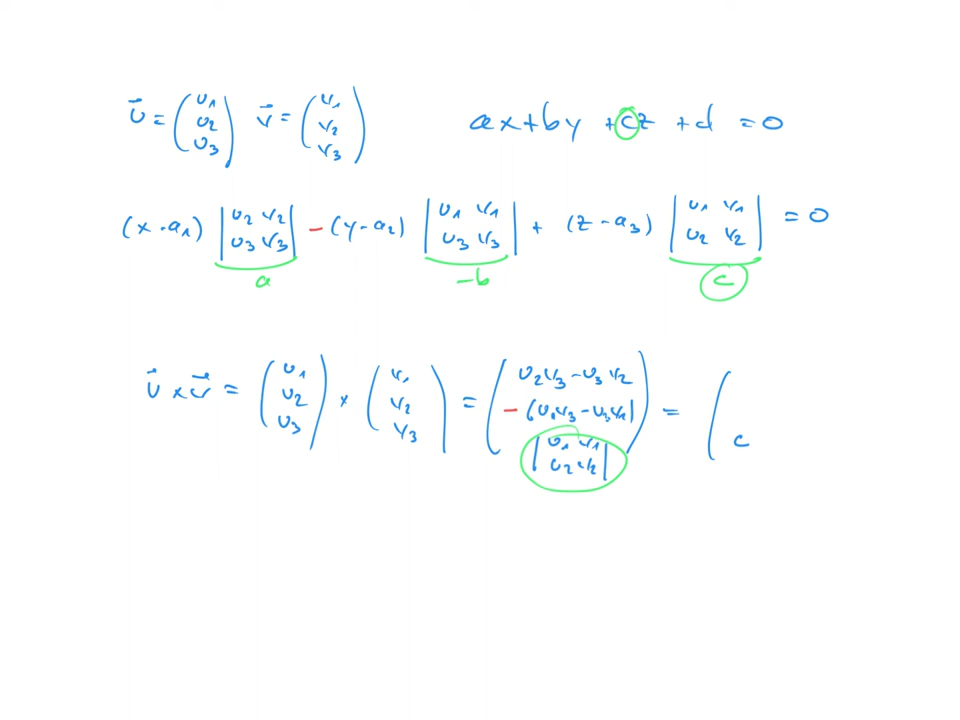 u⃗ = (u₁ u₂ u₃) v⃗ = (v₁ v₂ v₃) ax + by + cz + d = 0
(x - a₁) |u₂ v₂ u₃ v₃| - (y - a₂) |u₁ v₁ u₃ v₃| + (z - a₃) |u₁ v₁ u₂ v₂| = 0
a -b c
u⃗ × v⃗ = (u₁ u₂ u₃) × (v₁ v₂ v₃) = (u₂v₃ - u₃v₂ - (u₁v₃ - u₃v₁) |u₁ v₁ u₂ v₂|) = ( c